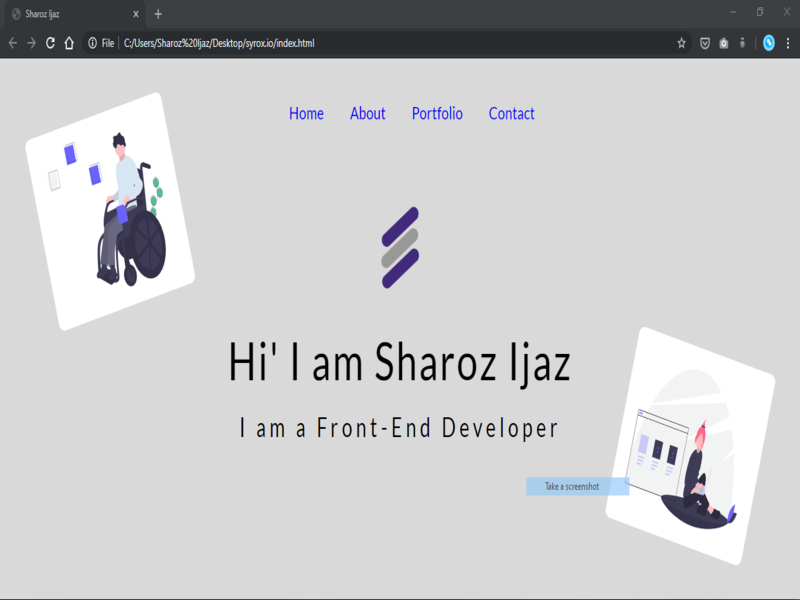 Sharoz Ijaz
File C:/Users/Sharoz%20Ijaz/Desktop/syrox.io/index.html
Home About Portfolio Contact
Hi' I am Sharoz Ijaz
I am a Front-End Developer
Take a screenshot